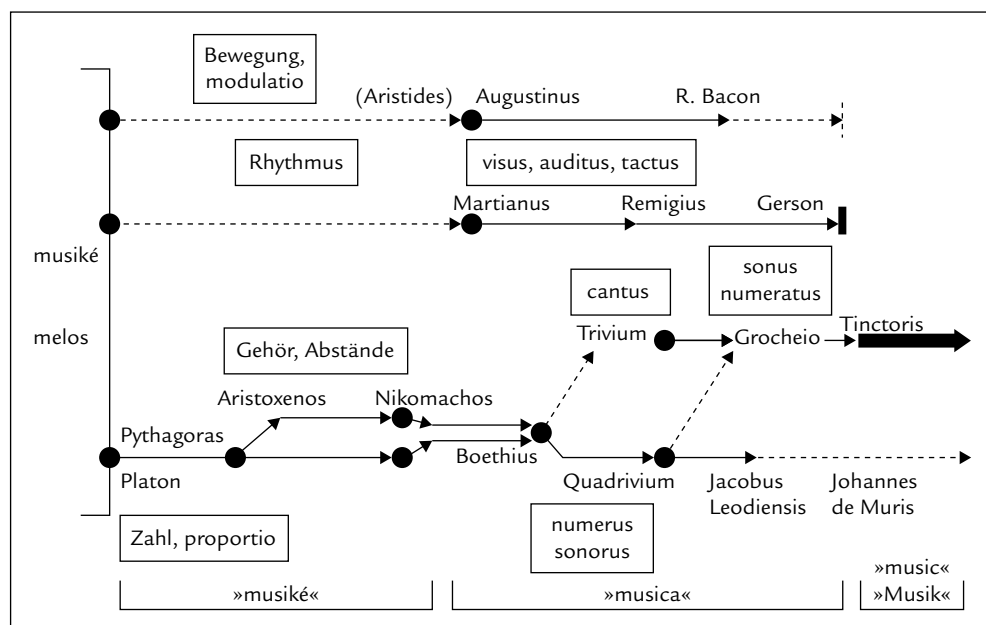 Bewegung,
modulatio
(Aristides) Augustinus R. Bacon
Rhythmus visus, auditus, tactus
Martianus Remigius Gerson
musiké
sonus
numeratus
cantus
melos
Trivium Grocheio Tinctoris
Gehör, Abstände
Aristoxenos Nikomachos
Pythagoras
Boethius
Platon Quadrivium Jacobus Johannes
Leodiensis de Muris
Zahl, proportio
numerus
sonorus
»music«
»musiké« »musica« »Musik«